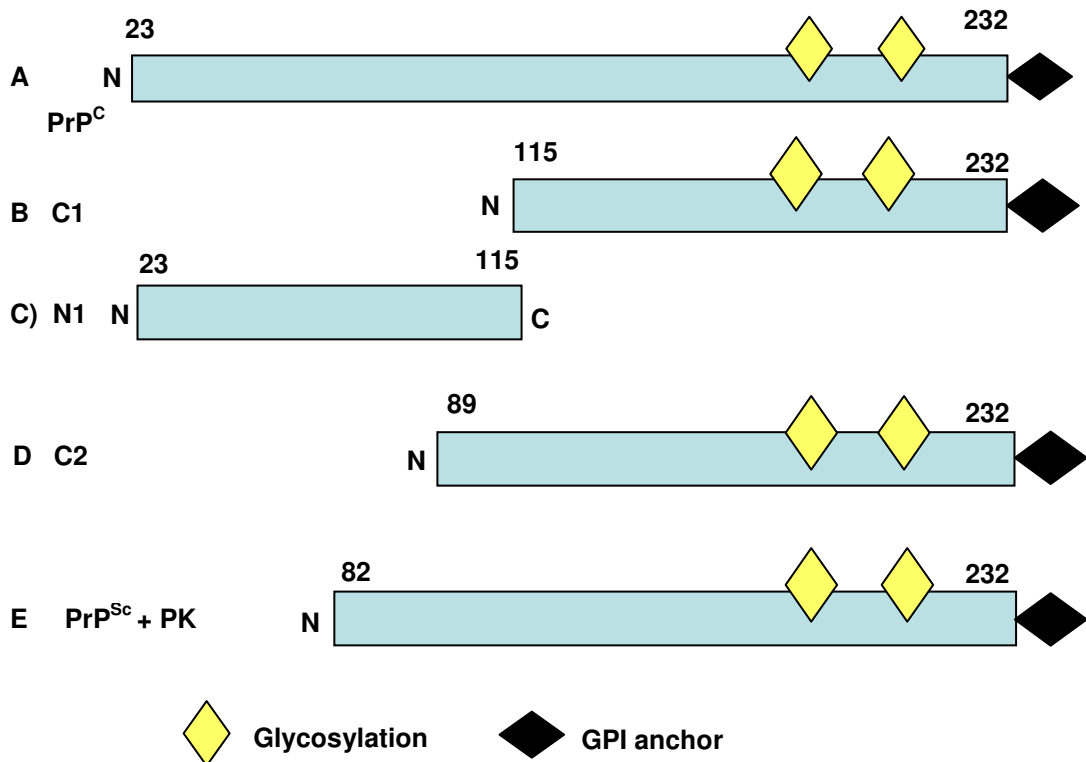 23 232
A N
PrP^C
115 232
B C1 N
23 115
C) N1 N C
89 232
D C2 N
82 232
E PrP^Sc + PK N
Glycosylation GPI anchor